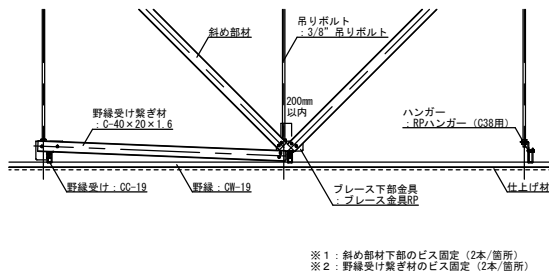 吊りボルト
：3/8” 吊りボルト
斜め部材
200mm
以内
野縁受け繋ぎ材
：C-40×20×1.6
ハンガー
：RPハンガー（C38用）
野縁受け：CC-19
野縁：CW-19
ブレース下部金具
：ブレース金具RP
仕上げ材
※１：斜め部材下部のビス固定（2本/箇所）
※２：野縁受け繋ぎ材のビス固定（2本/箇所）